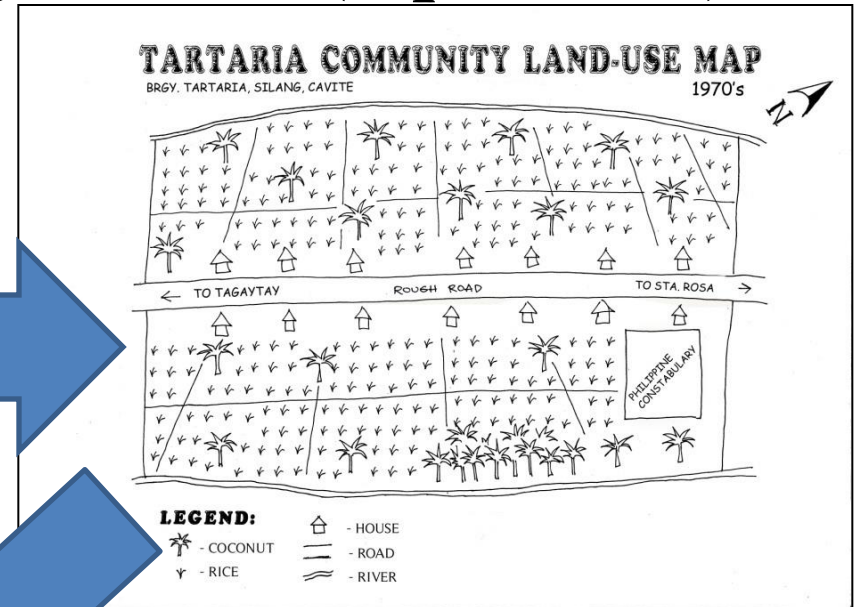 TARTARIA COMMUNITY LAND-USE MAP
BRGY. TARTARIA, SILANG, CAVITE
1970's
N
← TO TAGAYTAY
ROUGH ROAD
TO STA. ROSA →
PHILIPPINE
CONSTABULARY
LEGEND:
- COCONUT
- RICE
- HOUSE
- ROAD
- RIVER